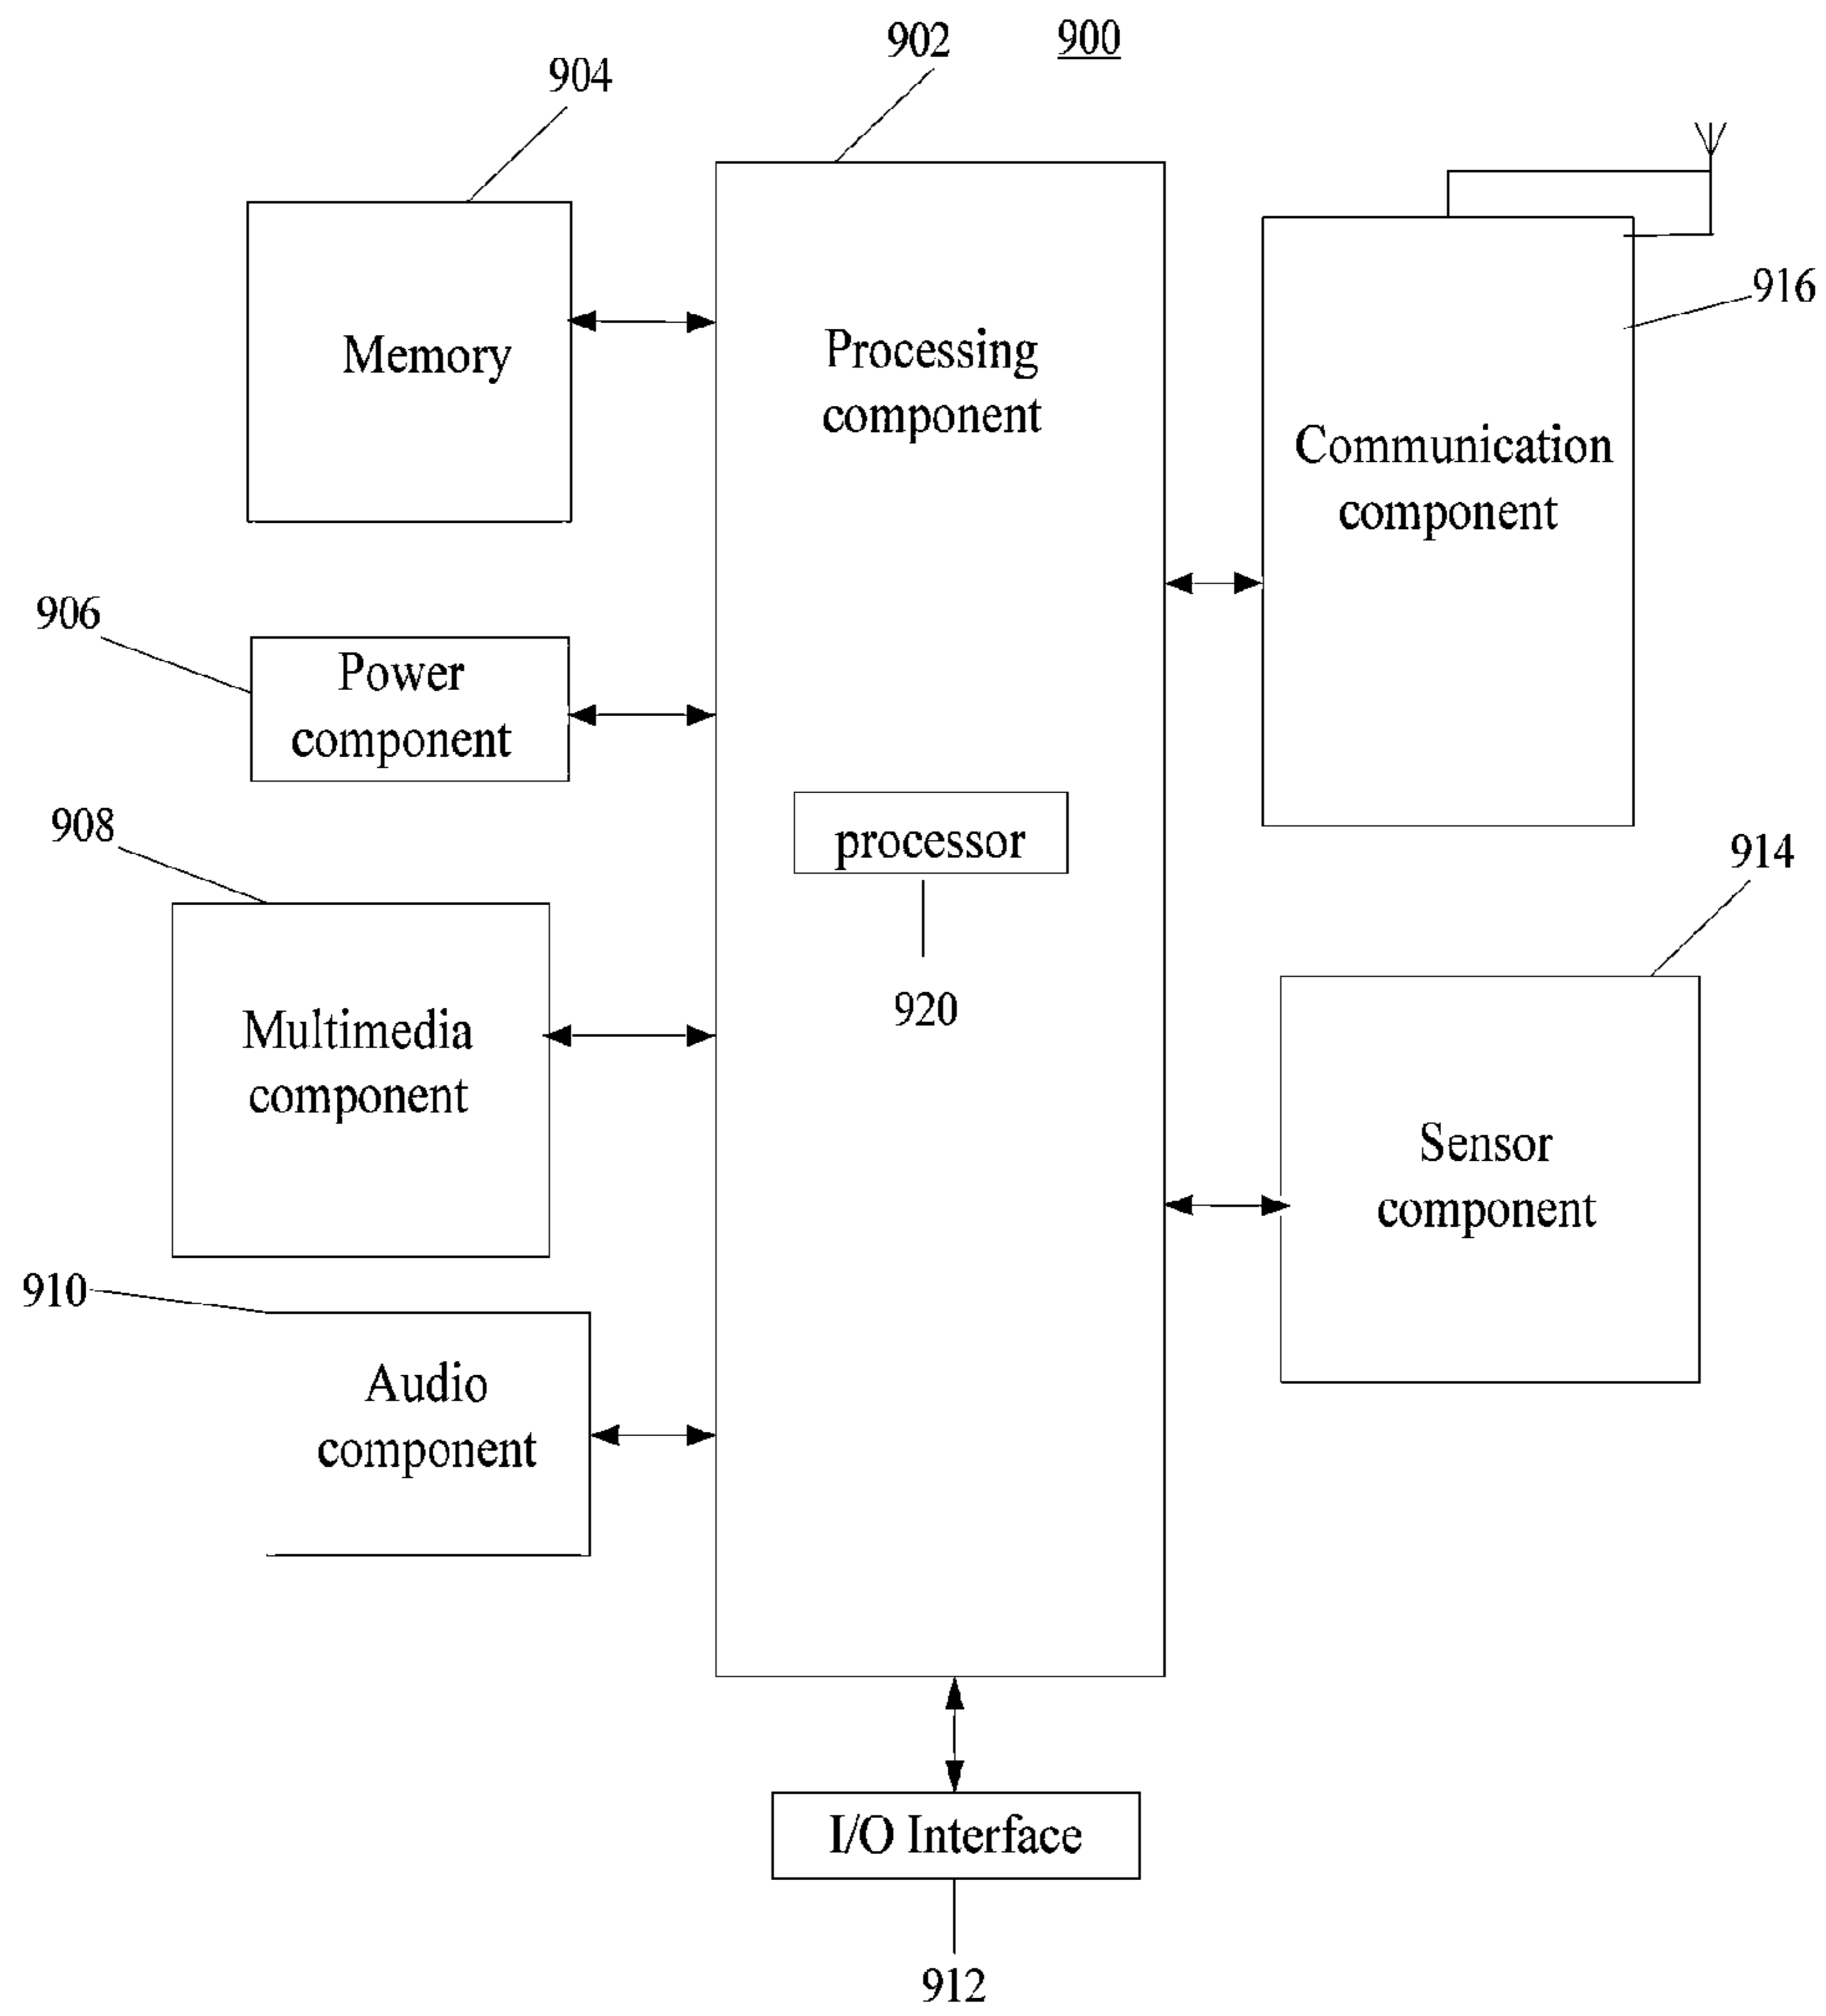 902
900
904
916
Memory
Processing
component
Communication
component
906
Power
component
908
processor
914
920
Multimedia
component
Sensor
component
910
Audio
component
I/O Interface
912